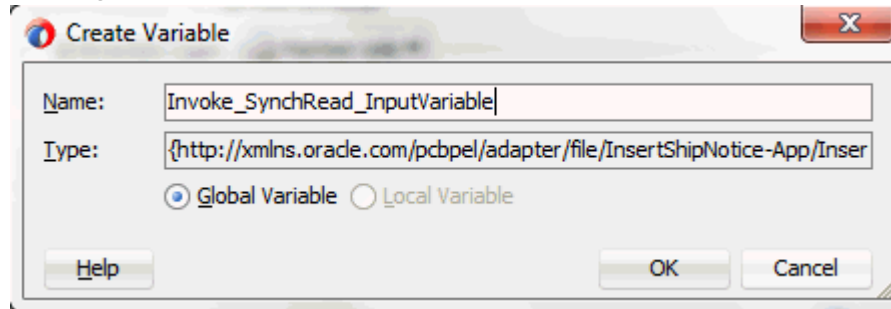 Create Variable
Name: Invoke_SynchRead_InputVariable
Type: {http://xmlns.oracle.com/pcbpel/adapter/file/InsertShipNotice-App/Inser
Global Variable Local Variable
Help OK Cancel